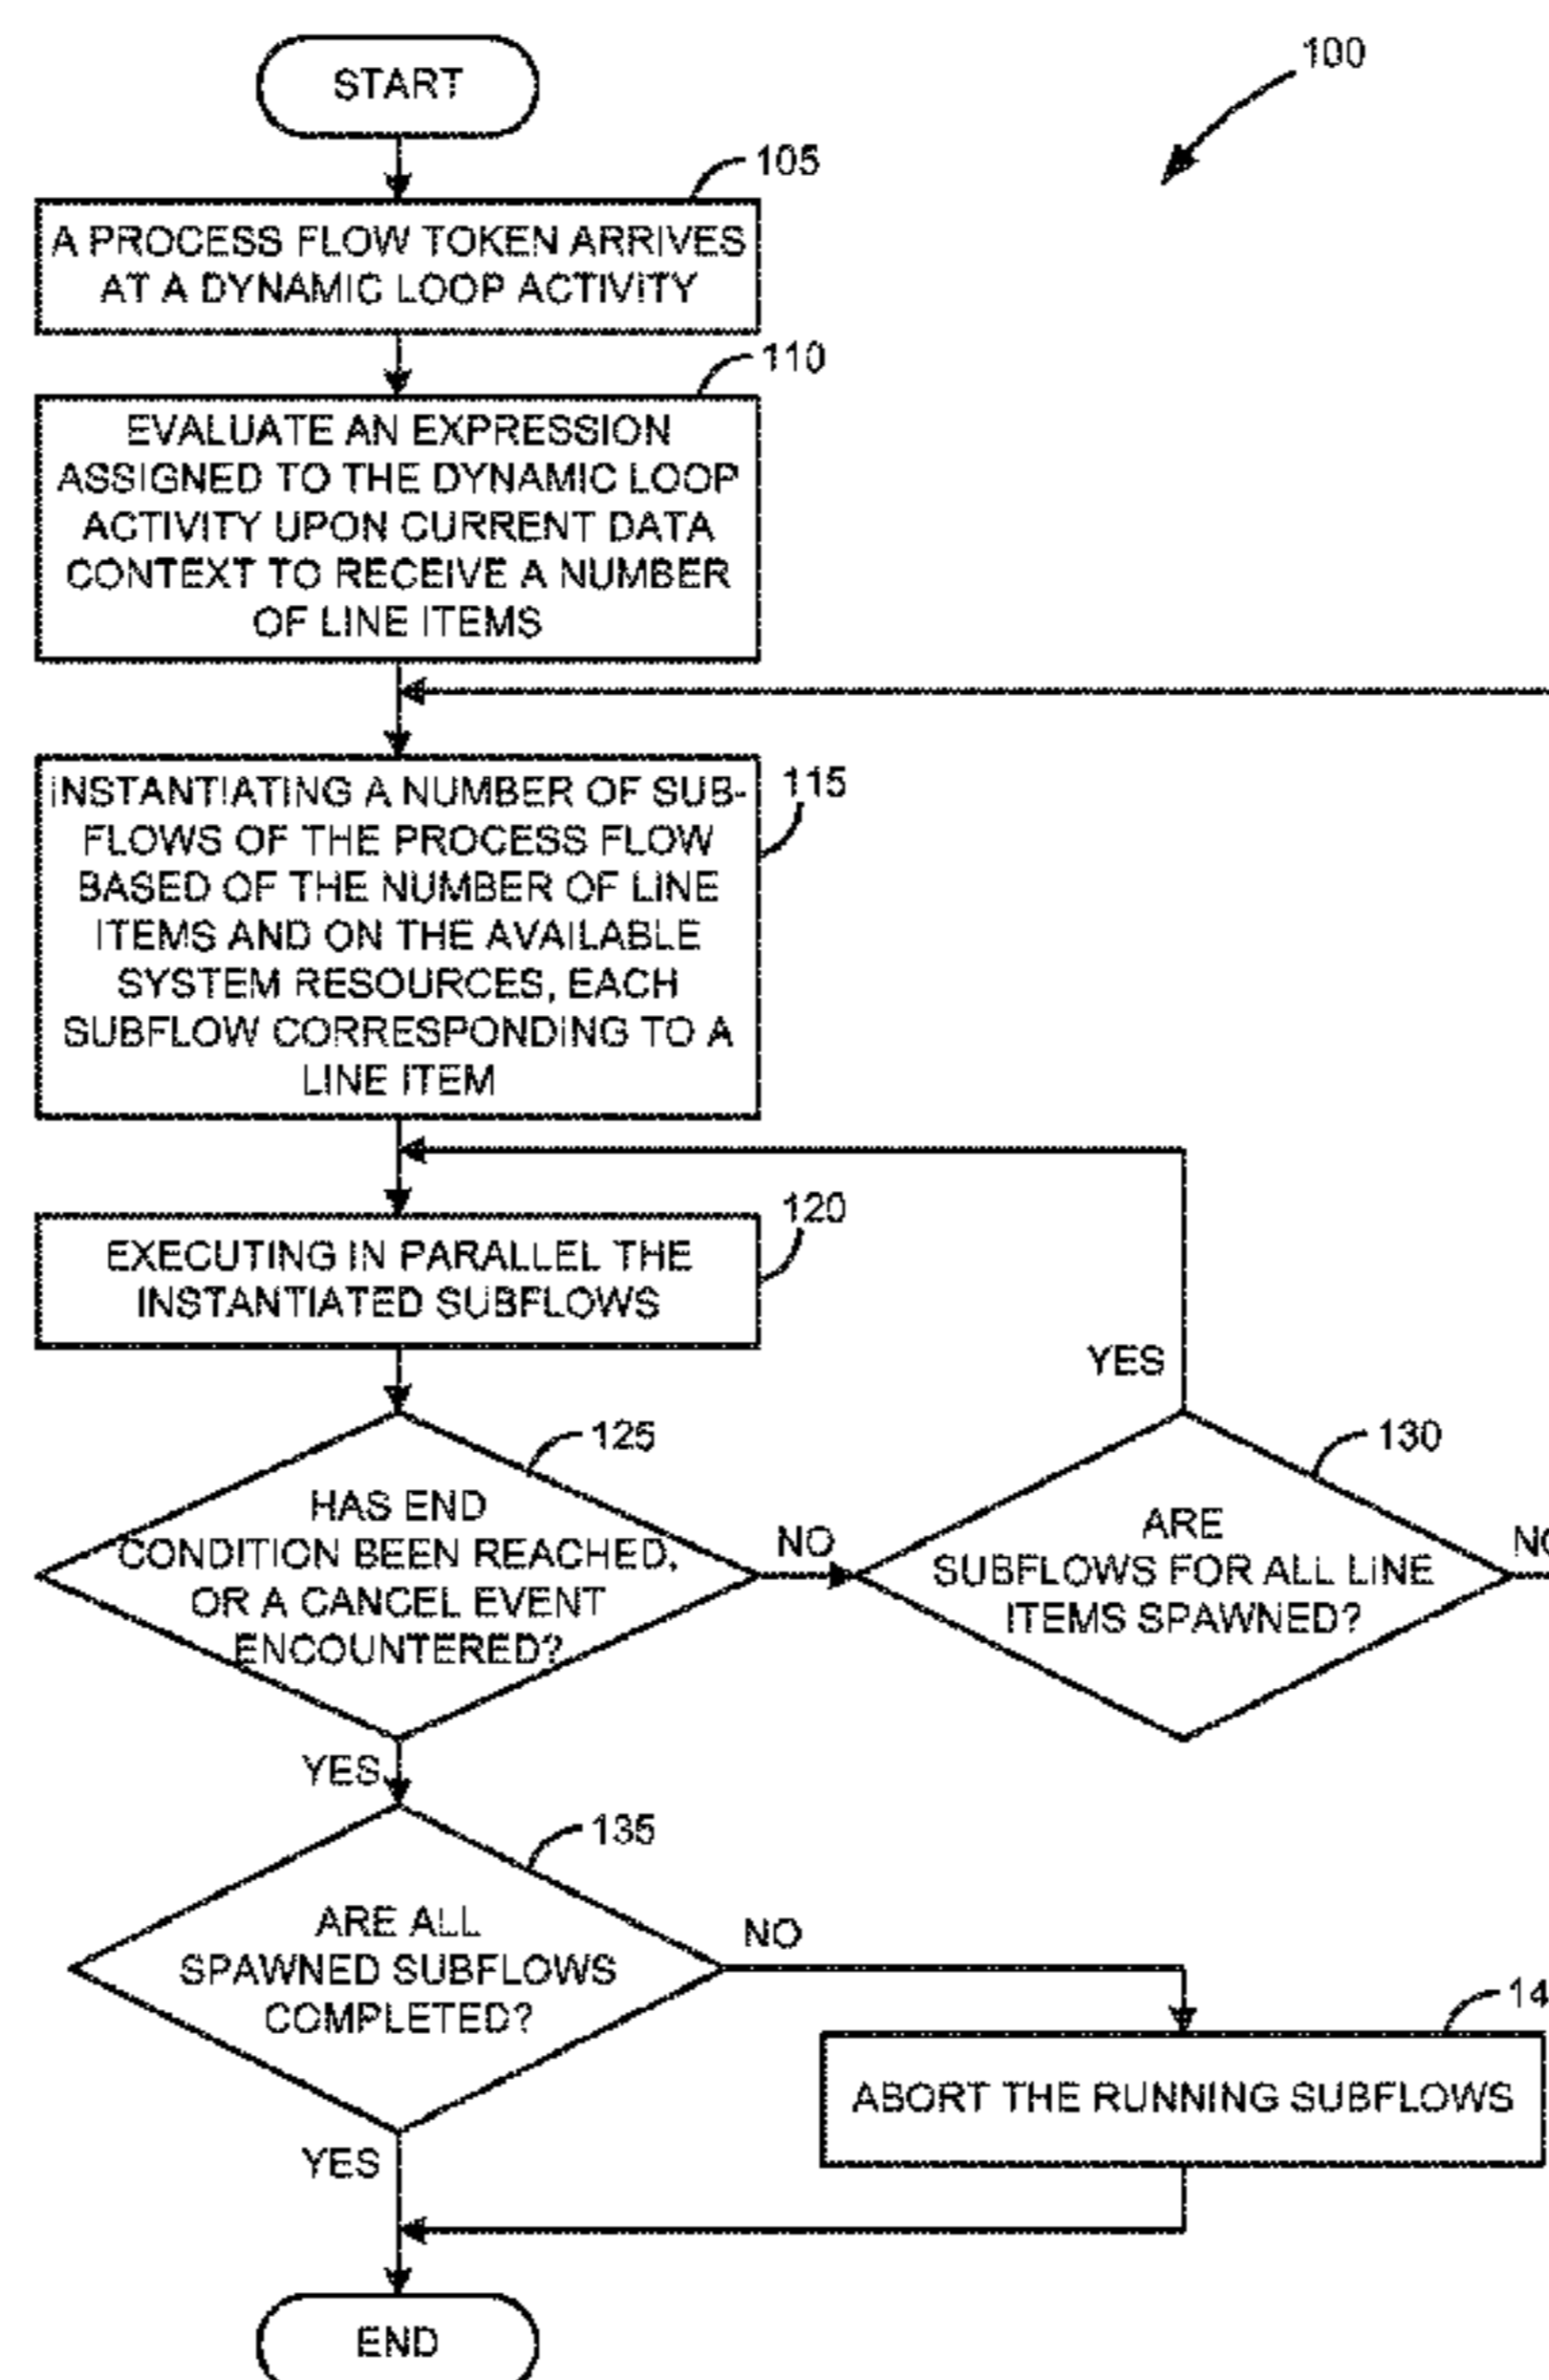 START
100
105
A PROCESS FLOW TOKEN ARRIVES
AT A DYNAMIC LOOP ACTIVITY
110
EVALUATE AN EXPRESSION
ASSIGNED TO THE DYNAMIC LOOP
ACTIVITY UPON CURRENT DATA
CONTEXT TO RECEIVE A NUMBER
OF LINE ITEMS
INSTANTIATING A NUMBER OF SUB-
FLOWS OF THE PROCESS FLOW
BASED OF THE NUMBER OF LINE
ITEMS AND ON THE AVAILABLE
SYSTEM RESOURCES, EACH
SUBFLOW CORRESPONDING TO A
LINE ITEM
115
EXECUTING IN PARALLEL THE
INSTANTIATED SUBFLOWS
120
YES
125
HAS END
CONDITION BEEN REACHED,
OR A CANCEL EVENT
ENCOUNTERED?
NO
130
ARE
SUBFLOWS FOR ALL LINE
ITEMS SPAWNED?
YES
135
ARE ALL
SPAWNED SUBFLOWS
COMPLETED?
NO
ABORT THE RUNNING SUBFLOWS
YES
END